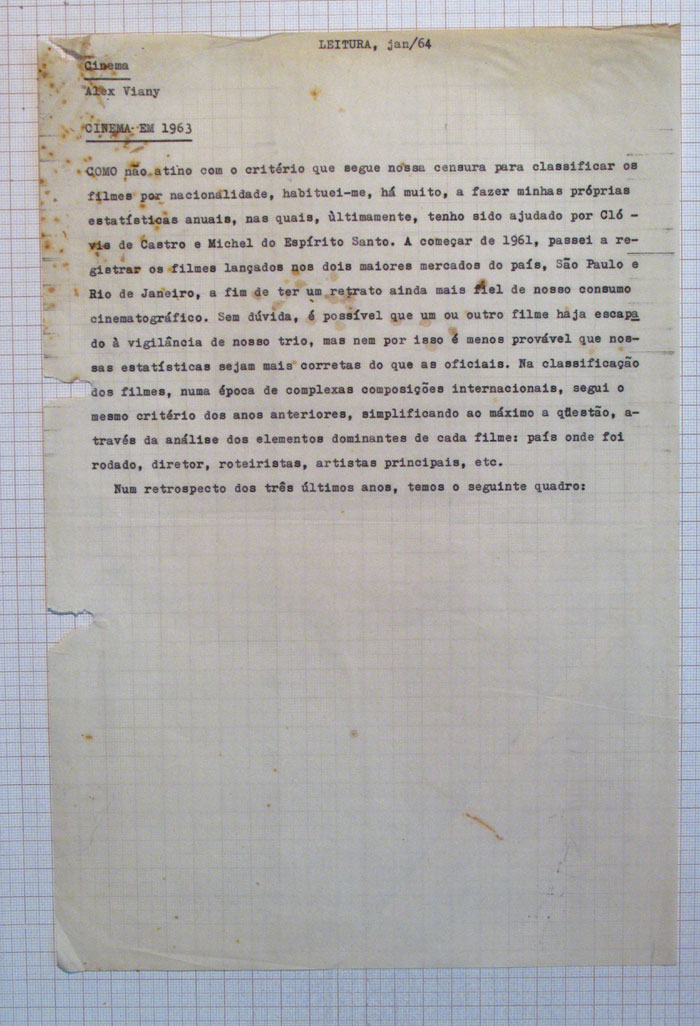 LEITURA, jan/64
Cinema
Alex Viany
CINEMA EM 1963
COMO não atino com o critério que segue nossa censura para classificar os
filmes por nacionalidade, habituei-me, há muito, a fazer minhas próprias
estatísticas anuais, nas quais, ùltimamente, tenho sido ajudado por Cló -
vis de Castro e Michel do Espírito Santo. A começar de 1961, passei a re-
gistrar os filmes lançados nos dois maiores mercados do país, São Paulo e
Rio de Janeiro, a fim de ter um retrato ainda mais fiel de nosso consumo
cinematográfico. Sem dúvida, é possível que um ou outro filme haja escapa
do à vigilância de nosso trio, mas nem por isso é menos provável que nos-
sas estatísticas sejam mais corretas do que as oficiais. Na classificação
dos filmes, numa época de complexas composições internacionais, segui o
mesmo critério dos anos anteriores, simplificando ao máximo a qüestão, a-
través da análise dos elementos dominantes de cada filme: país onde foi
rodado, diretor, roteiristas, artistas principais, etc.
Num retrospecto dos três últimos anos, temos o seguinte quadro: